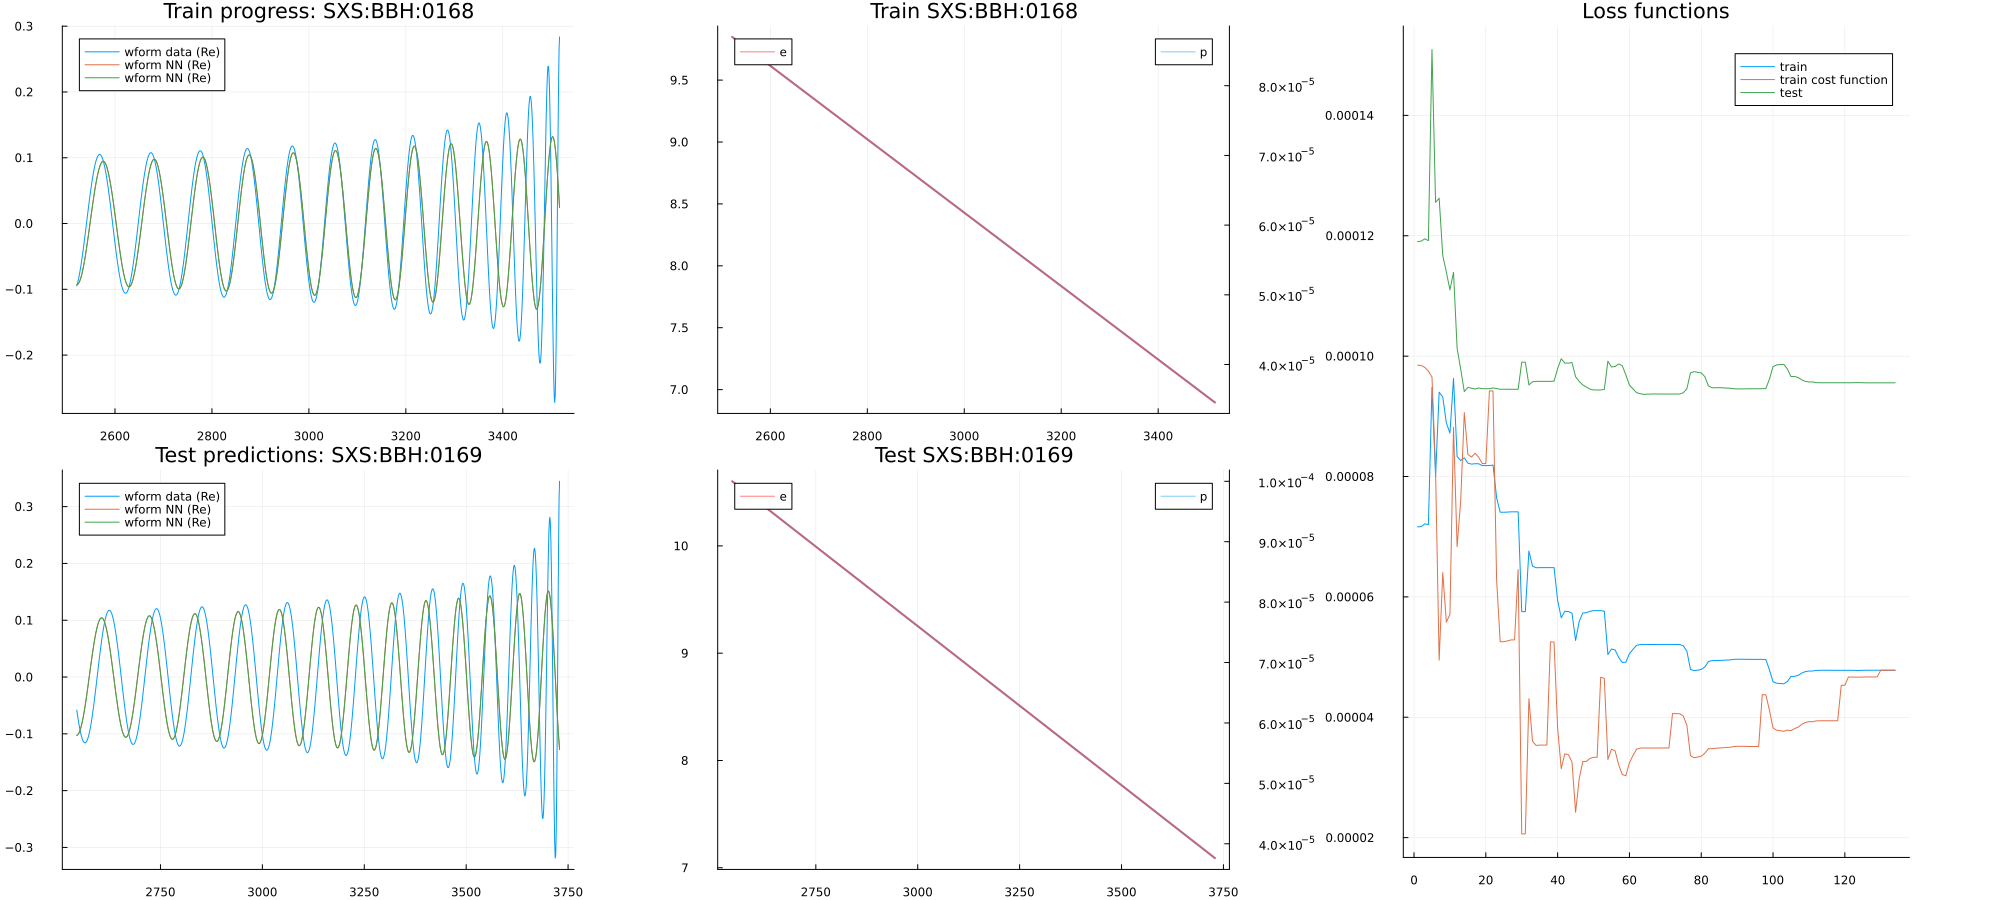 Train progress: SXS:BBH:0168
wform data (Re)
wform NN (Re)
wform NN (Re)
0.3
0.2
0.1
0.0
−0.1
−0.2
2600 2800 3000 3200 3400
Train SXS:BBH:0168
e
p
9.5
9.0
8.5
8.0
7.5
7.0
8.0×10⁻⁵
7.0×10⁻⁵
6.0×10⁻⁵
5.0×10⁻⁵
4.0×10⁻⁵
2600 2800 3000 3200 3400
Test predictions: SXS:BBH:0169
wform data (Re)
wform NN (Re)
wform NN (Re)
0.3
0.2
0.1
0.0
−0.1
−0.2
−0.3
2750 3000 3250 3500 3750
Test SXS:BBH:0169
e
p
10
9
8
7
1.0×10⁻⁴
9.0×10⁻⁵
8.0×10⁻⁵
7.0×10⁻⁵
6.0×10⁻⁵
5.0×10⁻⁵
4.0×10⁻⁵
2750 3000 3250 3500 3750
Loss functions
train
train cost function
test
0.00014
0.00012
0.00010
0.00008
0.00006
0.00004
0.00002
0 20 40 60 80 100 120